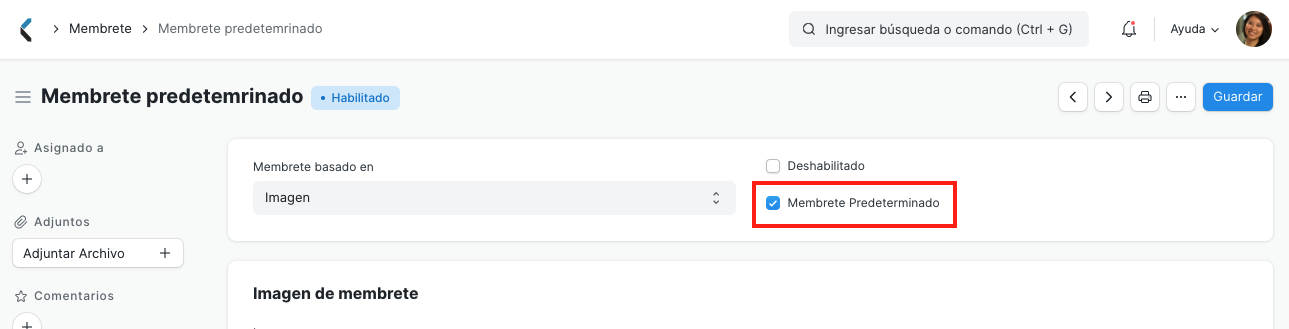 Membrete
Membrete predetemrinado
Ingresar búsqueda o comando (Ctrl + G)
Ayuda
Membrete predetemrinado
Habilitado
Guardar
Asignado a
Membrete basado en
Deshabilitado
Imagen
Membrete Predeterminado
Adjuntos
Adjuntar Archivo
Comentarios
Imagen de membrete